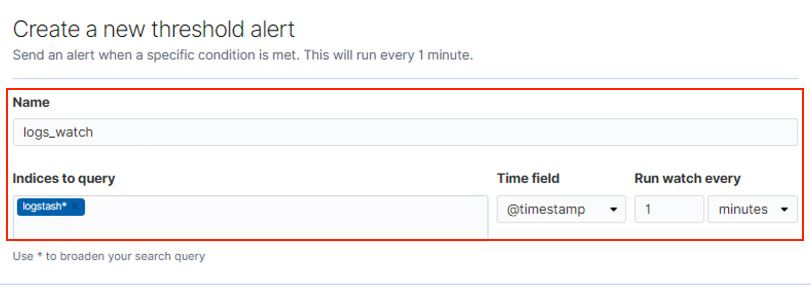 Create a new threshold alert
Send an alert when a specific condition is met. This will run every 1 minute.
Name
logs_watch
Indices to query Time field Run watch every
logstash* × @timestamp 1 minutes
Use * to broaden your search query